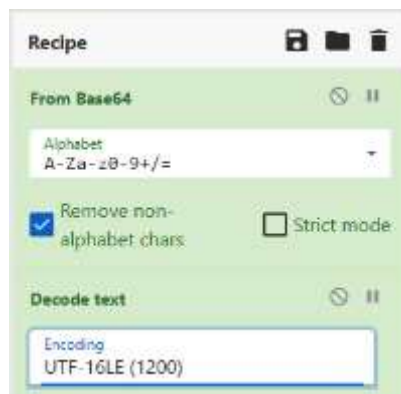 Recipe
From Base64
Alphabet
A-Za-z0-9+/=
Remove non-
alphabet chars
Strict mode
Decode text
Encoding
UTF-16LE (1200)